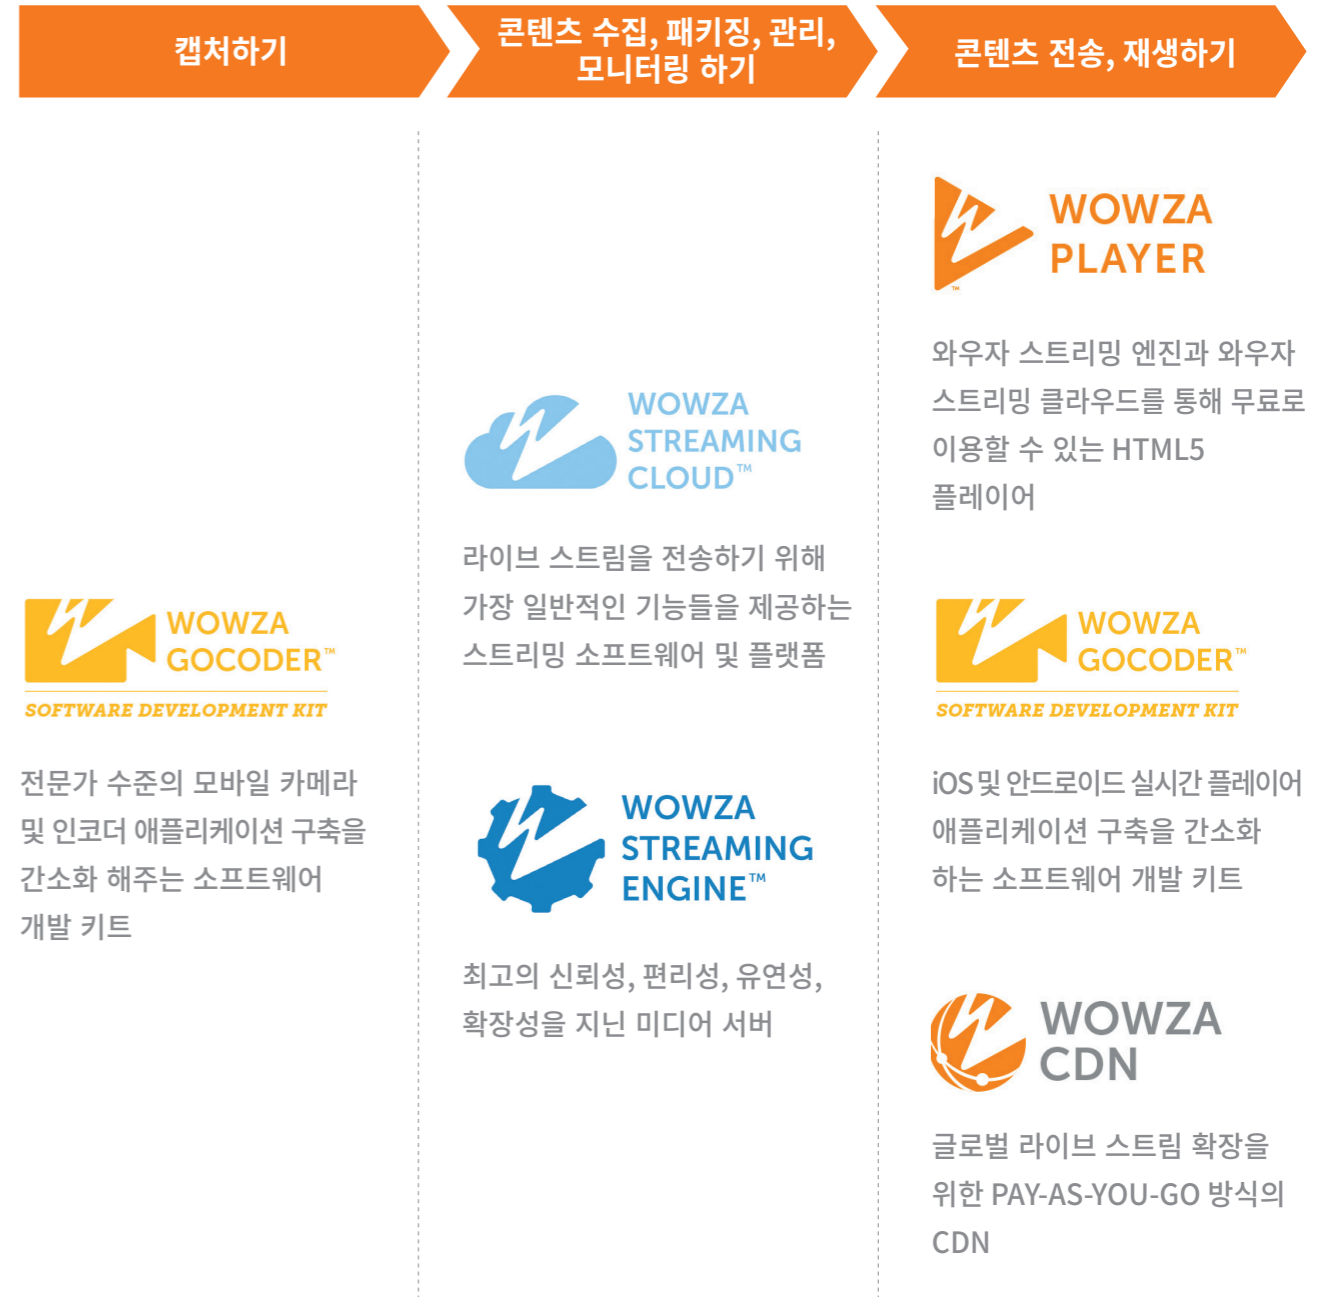 캡처하기
콘텐츠 수집, 패키징, 관리,
모니터링 하기
콘텐츠 전송, 재생하기
WOWZA
GOCODER™
SOFTWARE DEVELOPMENT KIT
전문가 수준의 모바일 카메라
및 인코더 애플리케이션 구축을
간소화 해주는 소프트웨어
개발 키트
WOWZA
STREAMING
CLOUD™
라이브 스트림을 전송하기 위해
가장 일반적인 기능들을 제공하는
스트리밍 소프트웨어 및 플랫폼
WOWZA
STREAMING
ENGINE™
최고의 신뢰성, 편리성, 유연성,
확장성을 지닌 미디어 서버
WOWZA
PLAYER
™
와우자 스트리밍 엔진과 와우자
스트리밍 클라우드를 통해 무료로
이용할 수 있는 HTML5
플레이어
WOWZA
GOCODER™
SOFTWARE DEVELOPMENT KIT
iOS 및 안드로이드 실시간 플레이어
애플리케이션 구축을 간소화
하는 소프트웨어 개발 키트
WOWZA
CDN
글로벌 라이브 스트림 확장을
위한 PAY-AS-YOU-GO 방식의
CDN